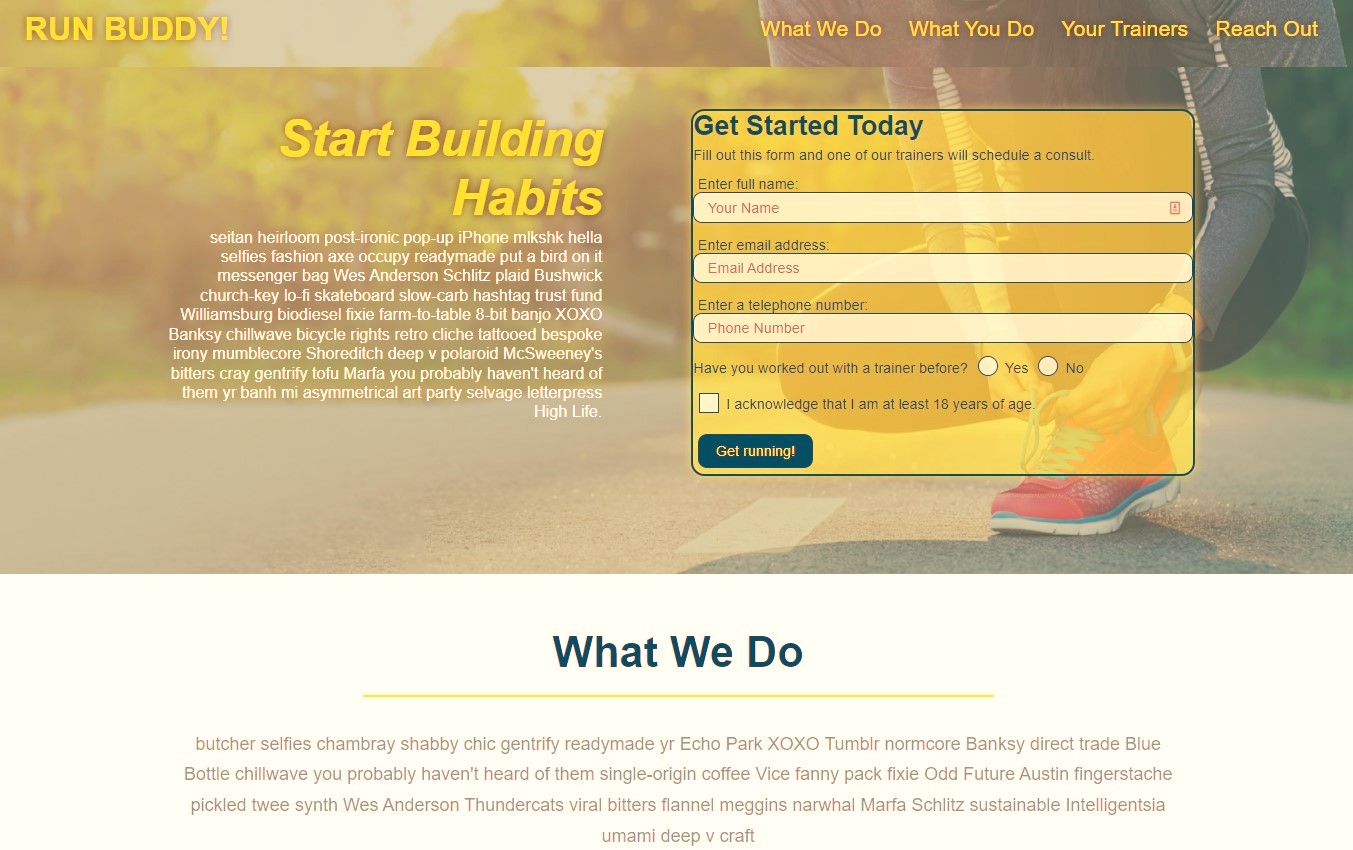 RUN BUDDY!
What We Do What You Do Your Trainers Reach Out
Start Building
Habits
seitan heirloom post-ironic pop-up iPhone mlkshk hella
selfies fashion axe occupy readymade put a bird on it
messenger bag Wes Anderson Schlitz plaid Bushwick
church-key lo-fi skateboard slow-carb hashtag trust fund
Williamsburg biodiesel fixie farm-to-table 8-bit banjo XOXO
Banksy chillwave bicycle rights retro cliche tattooed bespoke
irony mumblecore Shoreditch deep v polaroid McSweeney's
bitters cray gentrify tofu Marfa you probably haven't heard of
them yr banh mi asymmetrical art party selvage letterpress
High Life.
Get Started Today
Fill out this form and one of our trainers will schedule a consult.
Enter full name:
Your Name
Enter email address:
Email Address
Enter a telephone number:
Phone Number
Have you worked out with a trainer before? Yes No
I acknowledge that I am at least 18 years of age.
Get running!
What We Do
butcher selfies chambray shabby chic gentrify readymade yr Echo Park XOXO Tumblr normcore Banksy direct trade Blue
Bottle chillwave you probably haven't heard of them single-origin coffee Vice fanny pack fixie Odd Future Austin fingerstache
pickled twee synth Wes Anderson Thundercats viral bitters flannel meggins narwhal Marfa Schlitz sustainable Intelligentsia
umami deep v craft